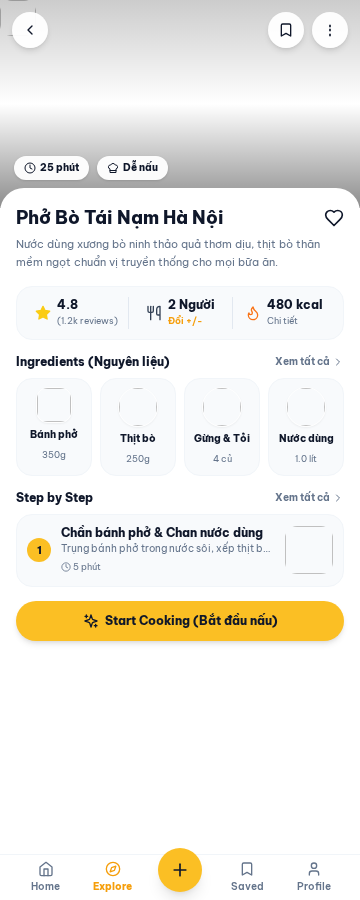 25 phút
Dễ nấu
Phở Bò Tái Nạm Hà Nội
Nước dùng xương bò ninh thảo quả thơm dịu, thịt bò thăn
mềm ngọt chuẩn vị truyền thống cho mọi bữa ăn.
4.8
(1.2k reviews)
2 Người
Đổi +/-
480 kcal
Chi tiết
Ingredients (Nguyên liệu)
Xem tất cả
Bánh phở
350g
Thịt bò
250g
Gừng & Tỏi
4 củ
Nước dùng
1.0 lít
Step by Step
Xem tất cả
1
Chần bánh phở & Chan nước dùng
Trụng bánh phở trong nước sôi, xếp thịt b...
5 phút
Start Cooking (Bắt đầu nấu)
Home
Explore
Saved
Profile